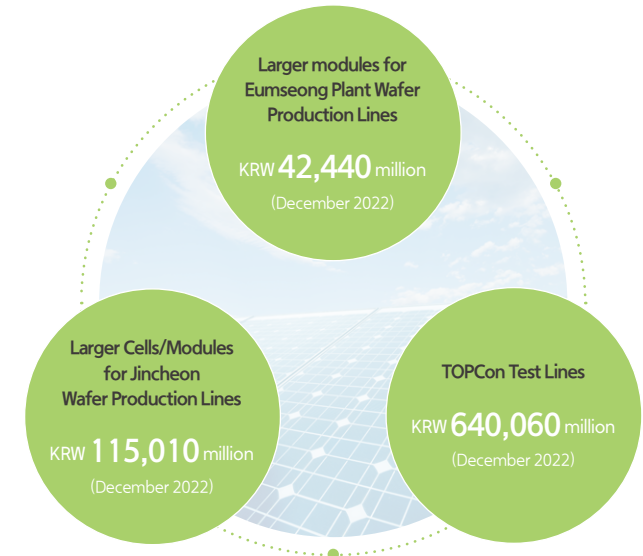 Larger modules for
Eumseong Plant Wafer
Production Lines
KRW 42,440 million
(December 2022)
Larger Cells/Modules
for Jincheon
Wafer Production Lines
KRW 115,010 million
(December 2022)
TOPCon Test Lines
KRW 640,060 million
(December 2022)